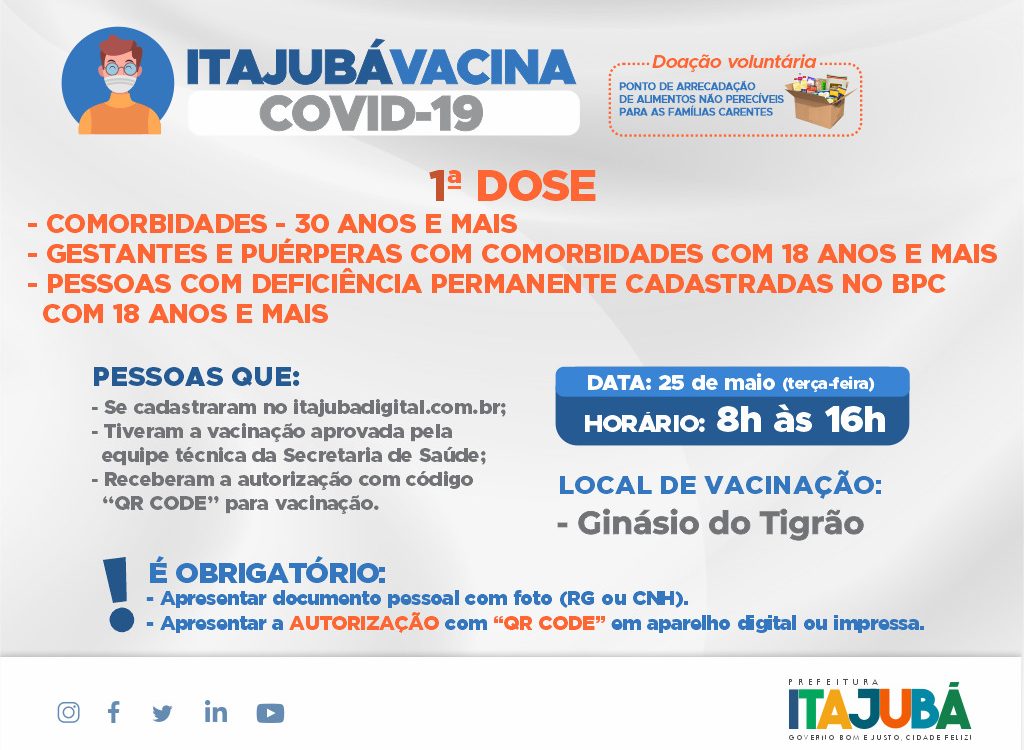 ITAJUBÁVACINA
COVID-19
Doação voluntária
PONTO DE ARRECADAÇÃO
DE ALIMENTOS NÃO PERECÍVEIS
PARA AS FAMÍLIAS CARENTES
1ª DOSE
- COMORBIDADES - 30 ANOS E MAIS
- GESTANTES E PUÉRPERAS COM COMORBIDADES COM 18 ANOS E MAIS
- PESSOAS COM DEFICIÊNCIA PERMANENTE CADASTRADAS NO BPC
COM 18 ANOS E MAIS
PESSOAS QUE:
- Se cadastraram no itajubadigital.com.br;
- Tiveram a vacinação aprovada pela
equipe técnica da Secretaria de Saúde;
- Receberam a autorização com código
“QR CODE” para vacinação.
DATA: 25 de maio (terça-feira)
HORÁRIO: 8h às 16h
LOCAL DE VACINAÇÃO:
- Ginásio do Tigrão
! É OBRIGATÓRIO:
- Apresentar documento pessoal com foto (RG ou CNH).
- Apresentar a AUTORIZAÇÃO com “QR CODE” em aparelho digital ou impressa.
PREFEITURA
ITAJUBÁ
GOVERNO BOM E JUSTO, CIDADE FELIZ!